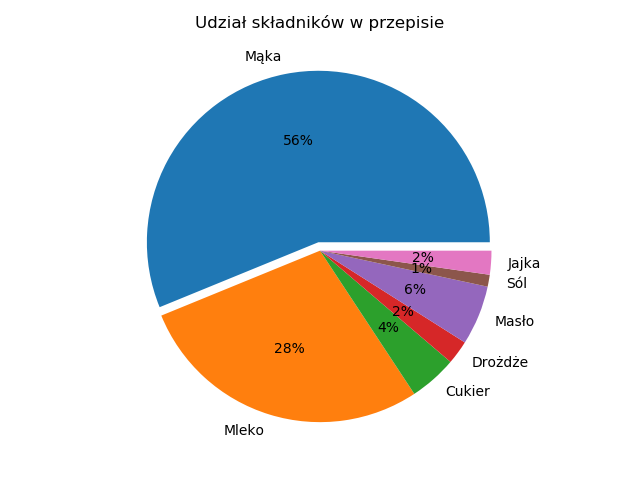 Udział składników w przepisie
Mąka
56%
2%
Jajka
1%
Sól
6%
Masło
2%
4%
Drożdże
28%
Cukier
Mleko